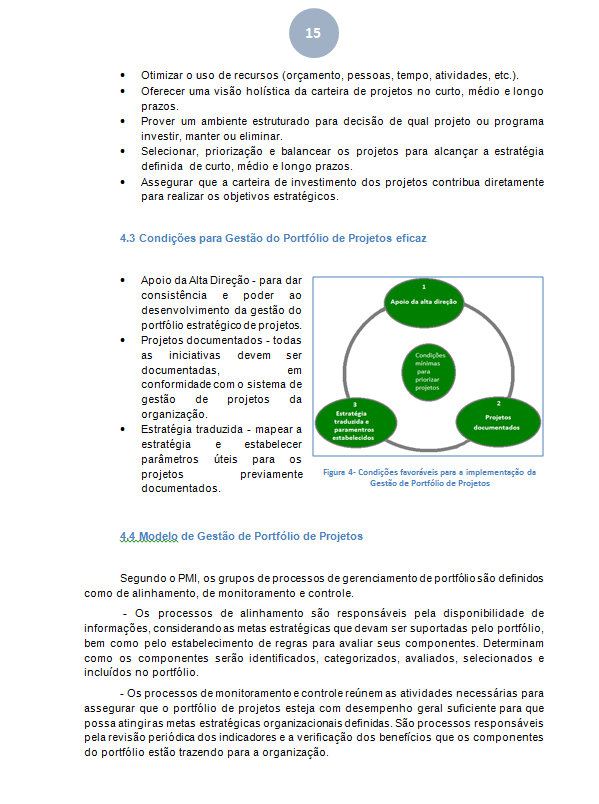 15
• Otimizar o uso de recursos (orçamento, pessoas, tempo, atividades, etc.).
• Oferecer uma visão holística da carteira de projetos no curto, médio e longo
prazos.
• Prover um ambiente estruturado para decisão de qual projeto ou programa
investir, manter ou eliminar.
• Selecionar, priorização e balancear os projetos para alcançar a estratégia
definida de curto, médio e longo prazos.
• Assegurar que a carteira de investimento dos projetos contribua diretamente
para realizar os objetivos estratégicos.
4.3 Condições para Gestão do Portfólio de Projetos eficaz
• Apoio da Alta Direção - para dar
consistência e poder ao
desenvolvimento da gestão do
portfólio estratégico de projetos.
• Projetos documentados - todas
as iniciativas devem ser
documentadas, em
conformidade com o sistema de
gestão de projetos da
organização.
• Estratégia traduzida - mapear a
estratégia e estabelecer
parâmetros úteis para os
projetos previamente
documentados.
1
Apoio da alta direção
Condições
mínimas
para
priorizar
projetos
3
Estratégia
traduzida e
paramentros
estabelecidos
2
Projetos
documentados
Figura 4- Condições favoráveis para a implementação da
Gestão de Portfólio de Projetos
4.4 Modelo de Gestão de Portfólio de Projetos
Segundo o PMI, os grupos de processos de gerenciamento de portfólio são definidos
como de alinhamento, de monitoramento e controle.
- Os processos de alinhamento são responsáveis pela disponibilidade de
informações, considerando as metas estratégicas que devam ser suportadas pelo portfólio,
bem como pelo estabelecimento de regras para avaliar seus componentes. Determinam
como os componentes serão identificados, categorizados, avaliados, selecionados e
incluídos no portfólio.
- Os processos de monitoramento e controle reúnem as atividades necessárias para
assegurar que o portfólio de projetos esteja com desempenho geral suficiente para que
possa atingir as metas estratégicas organizacionais definidas. São processos responsáveis
pela revisão periódica dos indicadores e a verificação dos benefícios que os componentes
do portfólio estão trazendo para a organização.